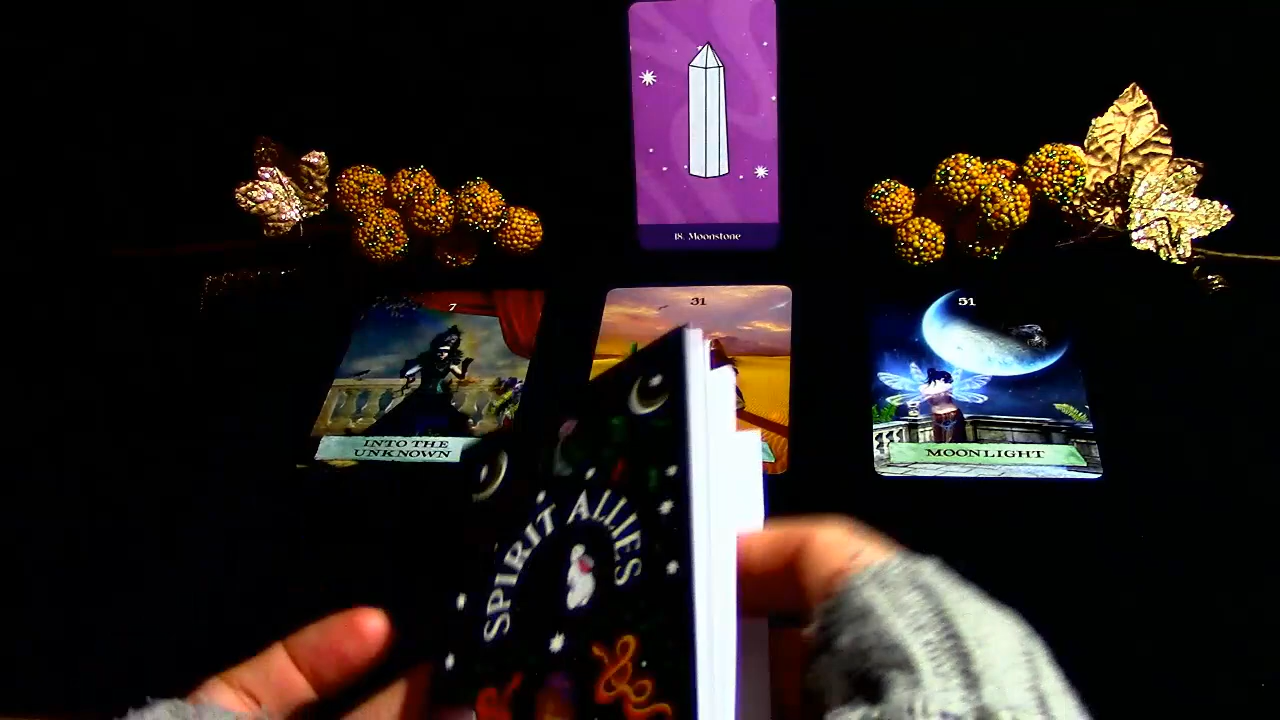 18. Moonstone
7
31
51
INTO THE
UNKNOWN
MOONLIGHT
SPIRIT ALLIES